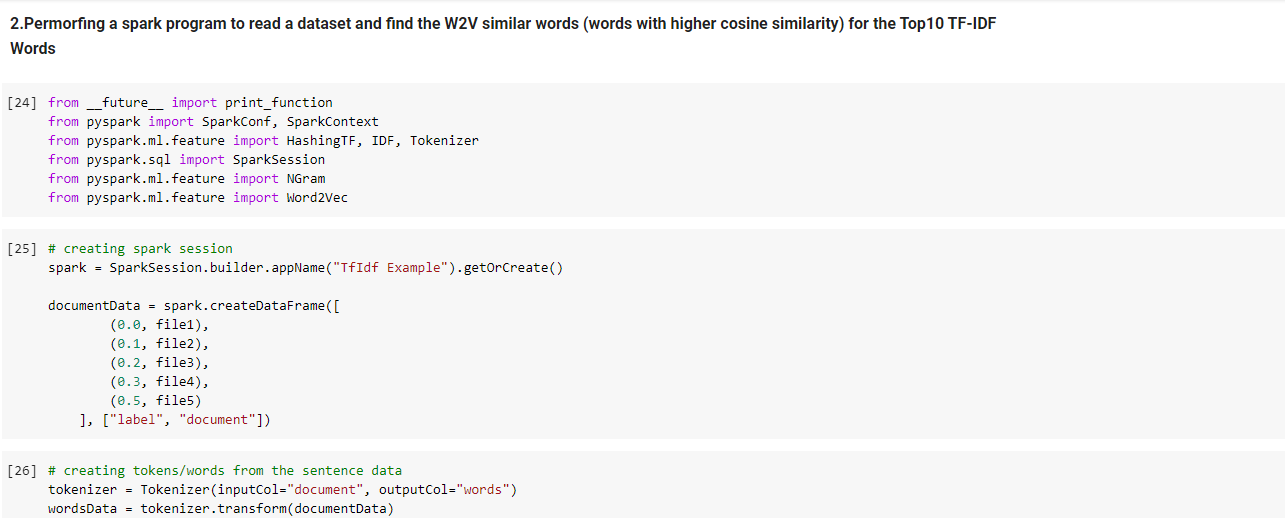 2.Permorfing a spark program to read a dataset and find the W2V similar words (words with higher cosine similarity) for the Top10 TF-IDF
Words
[24] from __future__ import print_function
from pyspark import SparkConf, SparkContext
from pyspark.ml.feature import HashingTF, IDF, Tokenizer
from pyspark.sql import SparkSession
from pyspark.ml.feature import NGram
from pyspark.ml.feature import Word2Vec
[25] # creating spark session
spark = SparkSession.builder.appName("TfIdf Example").getOrCreate()
documentData = spark.createDataFrame([
(0.0, file1),
(0.1, file2),
(0.2, file3),
(0.3, file4),
(0.5, file5)
], ["label", "document"])
[26] # creating tokens/words from the sentence data
tokenizer = Tokenizer(inputCol="document", outputCol="words")
wordsData = tokenizer.transform(documentData)